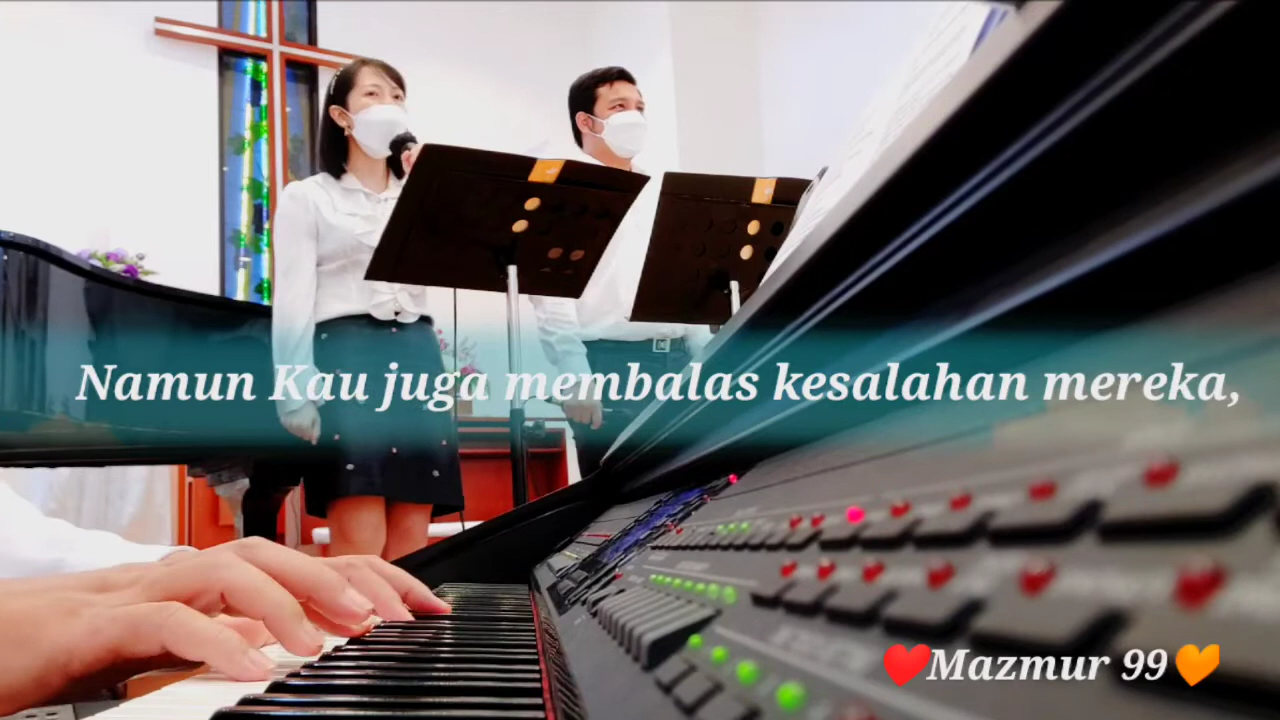 Namun Kau juga membalas kesalahan mereka,
❤️Mazmur 99🧡